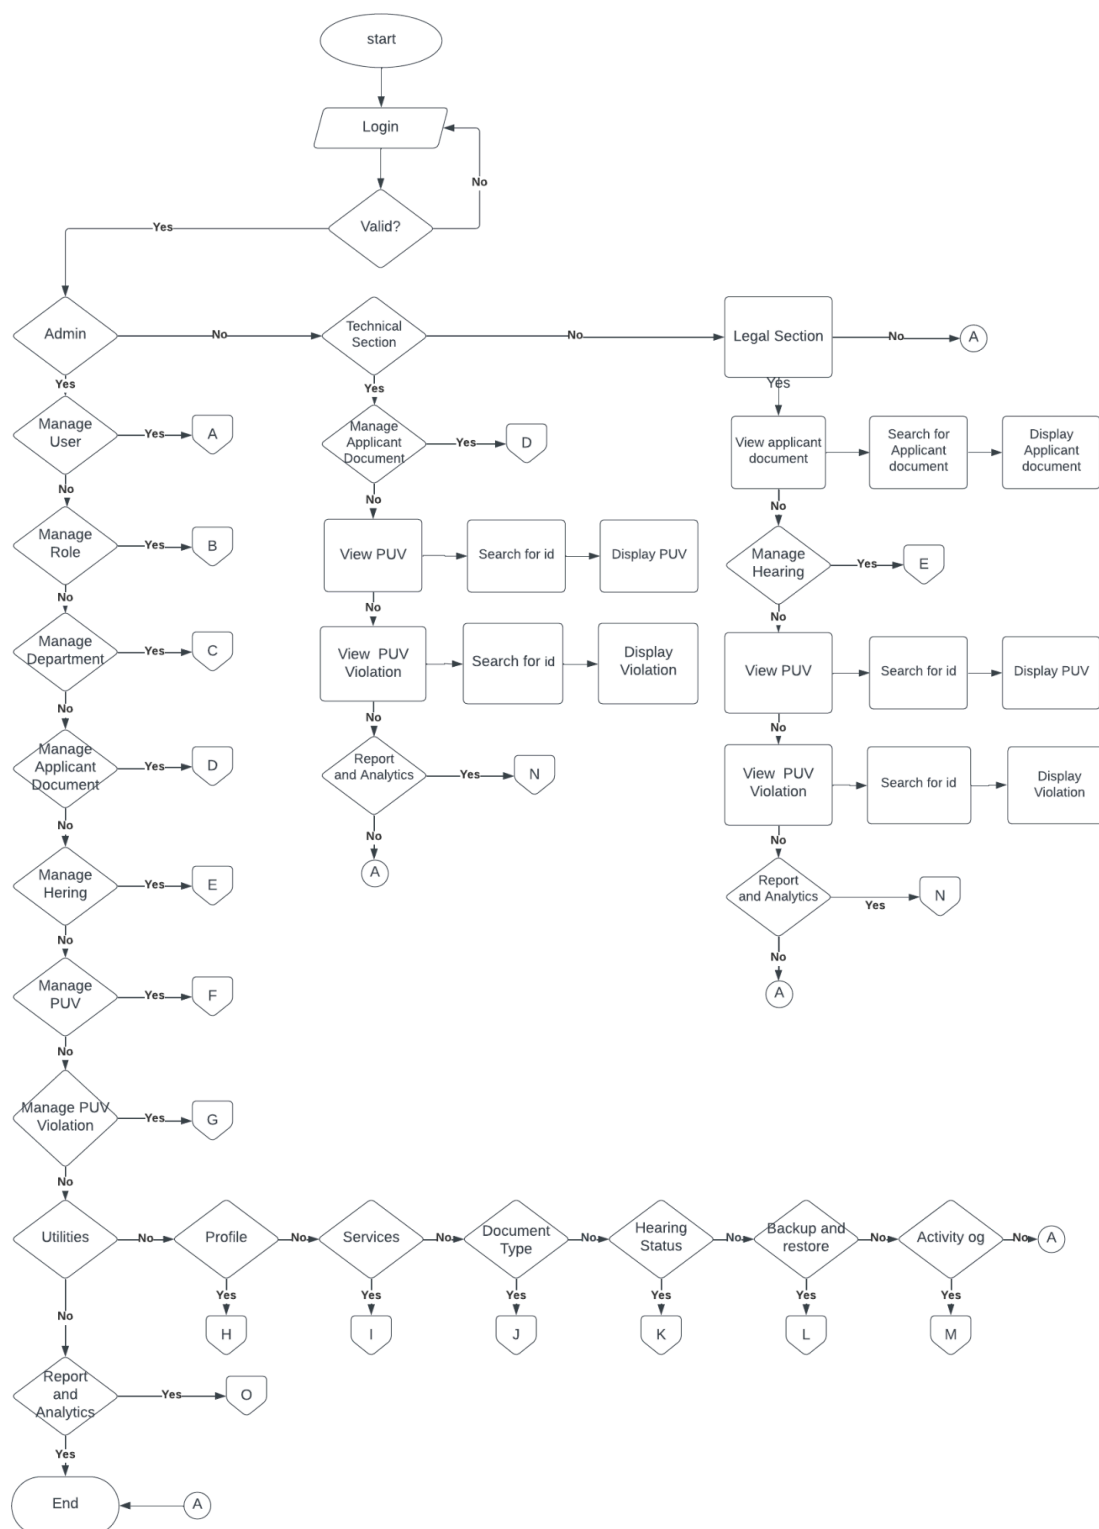 start
Login
No
Valid?
Yes
Admin
No
Technical
Section
No
Legal Section
No
A
Yes
Manage
User
Yes
A
No
Manage
Role
Yes
B
No
Manage
Department
Yes
C
No
Manage
Applicant
Document
Yes
D
No
Manage
Hering
Yes
E
No
Manage
PUV
Yes
F
No
Manage PUV
Violation
Yes
G
No
Yes
Manage
Applicant
Document
Yes
D
No
View PUV
Search for id
Display PUV
No
View PUV
Violation
Search for id
Display
Violation
No
Report
and Analytics
Yes
N
No
A
Yes
View applicant
document
Search for
Applicant
document
Display
Applicant
document
No
Manage
Hearing
Yes
E
No
View PUV
Search for id
Display PUV
No
View PUV
Violation
Search for id
Display
Violation
No
Report
and Analytics
Yes
N
No
A
Utilities
No
Profile
No
Services
No
Document
Type
No
Hearing
Status
No
Backup and
restore
No
Activity og
No
A
Yes
H
Yes
I
Yes
J
Yes
K
Yes
L
Yes
M
No
Report
and
Analytics
Yes
O
Yes
End
A